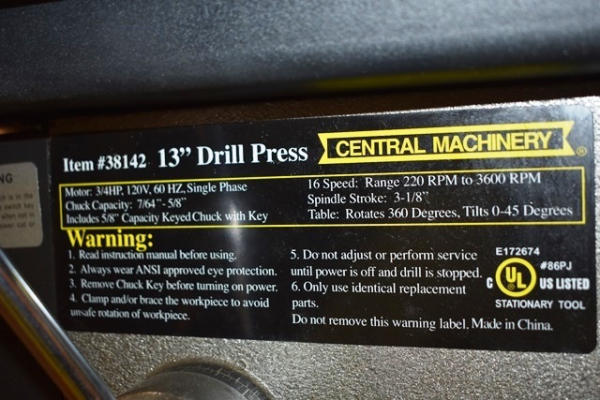 Item #38142 13” Drill Press CENTRAL MACHINERY ®
Motor: 3/4HP, 120V, 60 HZ, Single Phase
Chuck Capacity: 7/64" - 5/8"
Includes 5/8" Capacity Keyed Chuck with Key
16 Speed: Range 220 RPM to 3600 RPM
Spindle Stroke: 3-1/8"
Table: Rotates 360 Degrees, Tilts 0-45 Degrees
Warning:
1. Read instruction manual before using.
2. Always wear ANSI approved eye protection.
3. Remove Chuck Key before turning on power.
4. Clamp and/or brace the workpiece to avoid
unsafe rotation of workpiece.
5. Do not adjust or perform service
until power is off and drill is stopped.
6. Only use identical replacement
parts.
Do not remove this warning label. Made in China.
E172674
#86PJ
C UL US LISTED
STATIONARY TOOL
NG